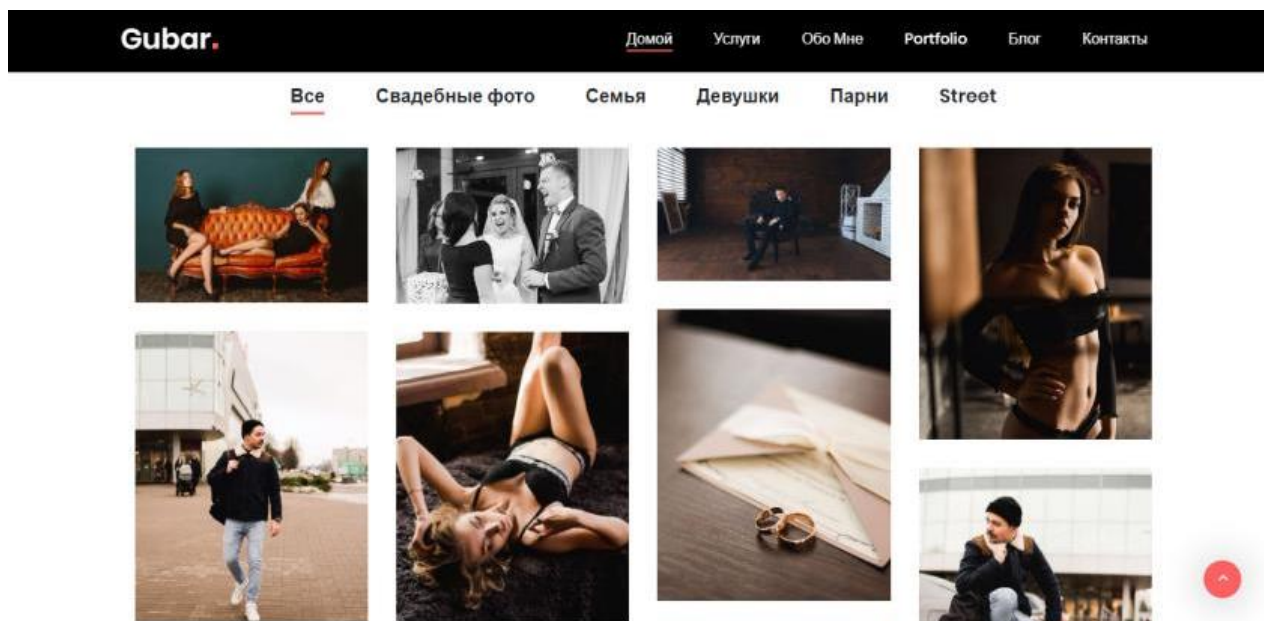 Gubar.
Домой Услуги Обо Мне Portfolio Блог Контакты
Все Свадебные фото Семья Девушки Парни Street